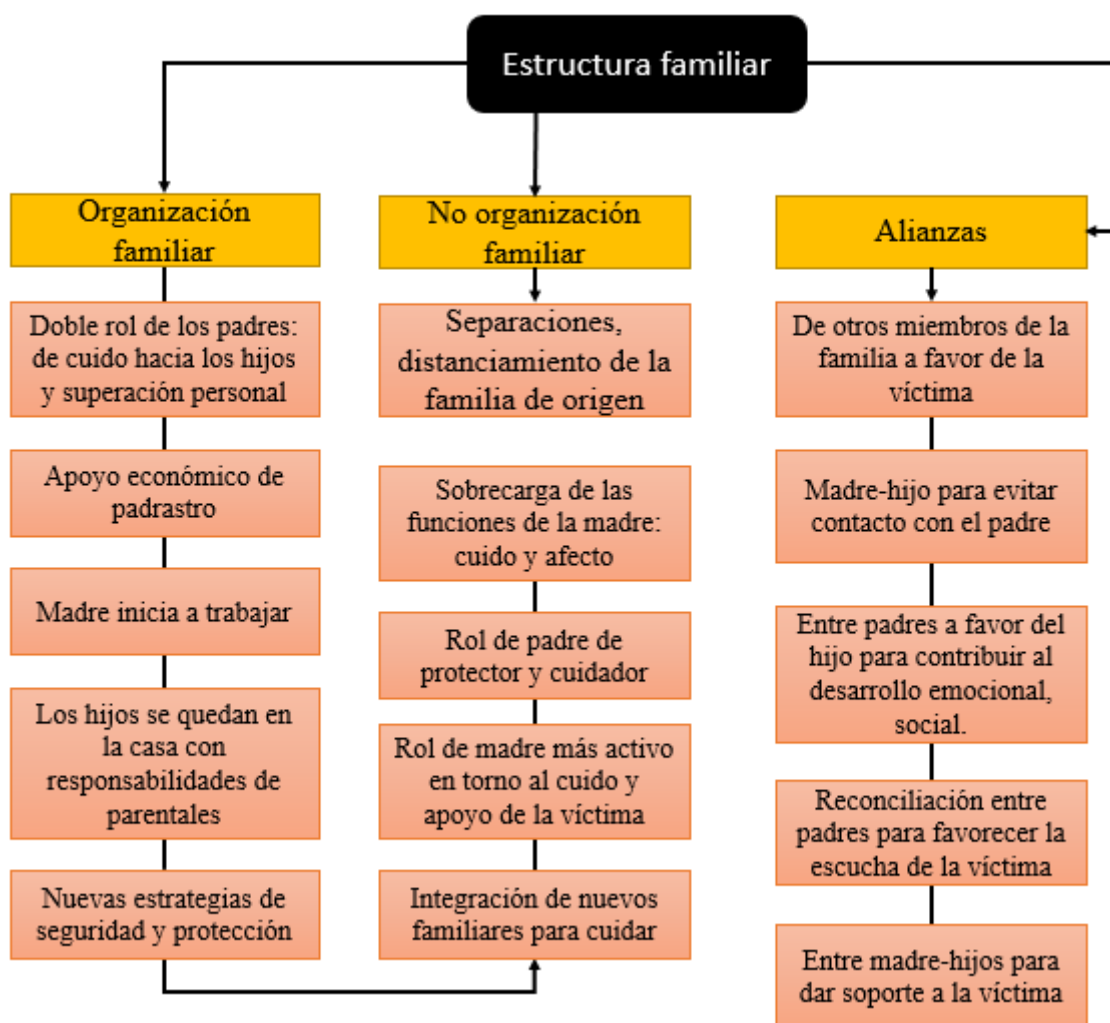 Estructura familiar
Organización
familiar
Doble rol de los padres:
de cuido hacia los hijos
y superación personal
Apoyo económico de
padrastro
Madre inicia a trabajar
Los hijos se quedan en
la casa con
responsabilidades de
parentales
Nuevas estrategias de
seguridad y protección
No organización
familiar
Separaciones,
distanciamiento de la
familia de origen
Sobrecarga de las
funciones de la madre:
cuido y afecto
Rol de padre de
protector y cuidador
Rol de madre más activo
en torno al cuido y
apoyo de la víctima
Integración de nuevos
familiares para cuidar
Alianzas
De otros miembros de la
familia a favor de la
víctima
Madre-hijo para evitar
contacto con el padre
Entre padres a favor del
hijo para contribuir al
desarrollo emocional,
social.
Reconciliación entre
padres para favorecer la
escucha de la víctima
Entre madre-hijos para
dar soporte a la víctima